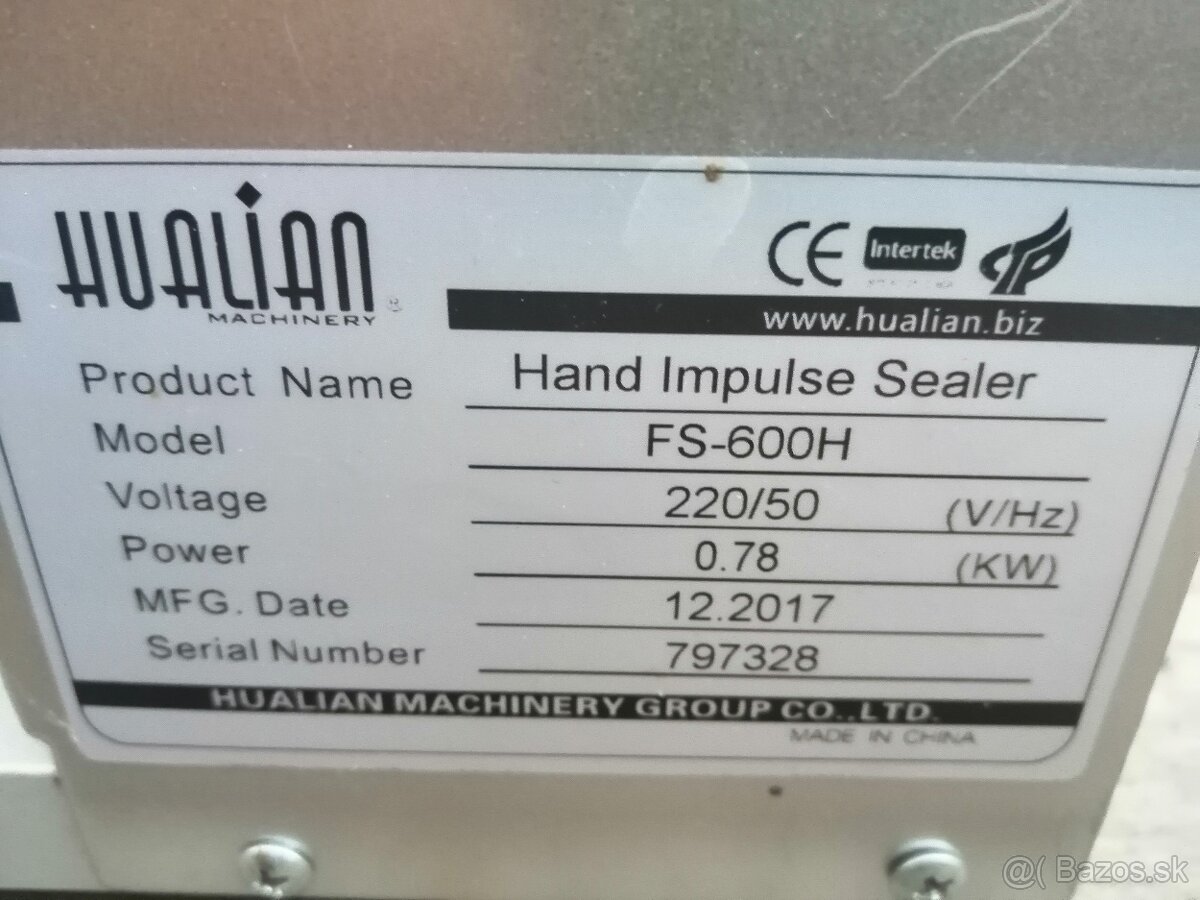 HUALIAN
MACHINERY
CE Intertek
www.hualian.biz
Product Name Hand Impulse Sealer
Model FS-600H
Voltage 220/50 (V/Hz)
Power 0.78 (KW)
MFG. Date 12.2017
Serial Number 797328
HUALIAN MACHINERY GROUP CO.,LTD.
MADE IN CHINA
@( Bazos.sk